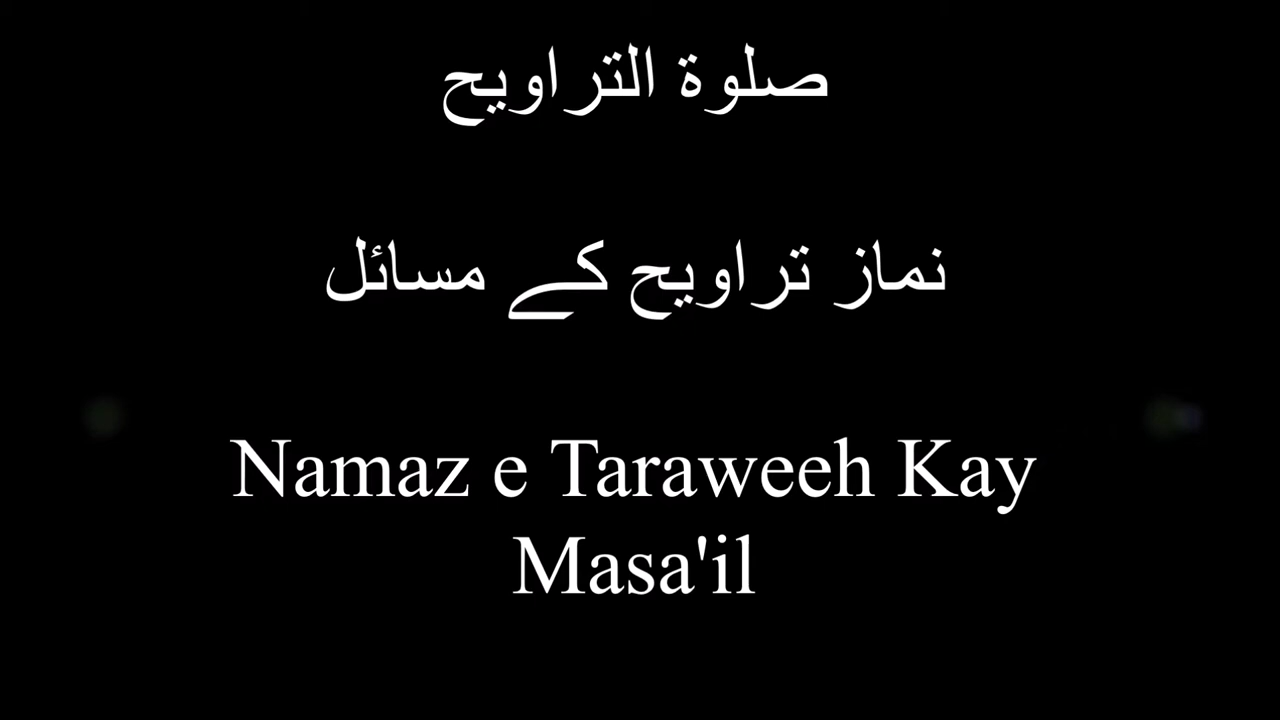 صلوة التراويح
نماز تراویح کے مسائل
Namaz e Taraweeh Kay
Masa'il